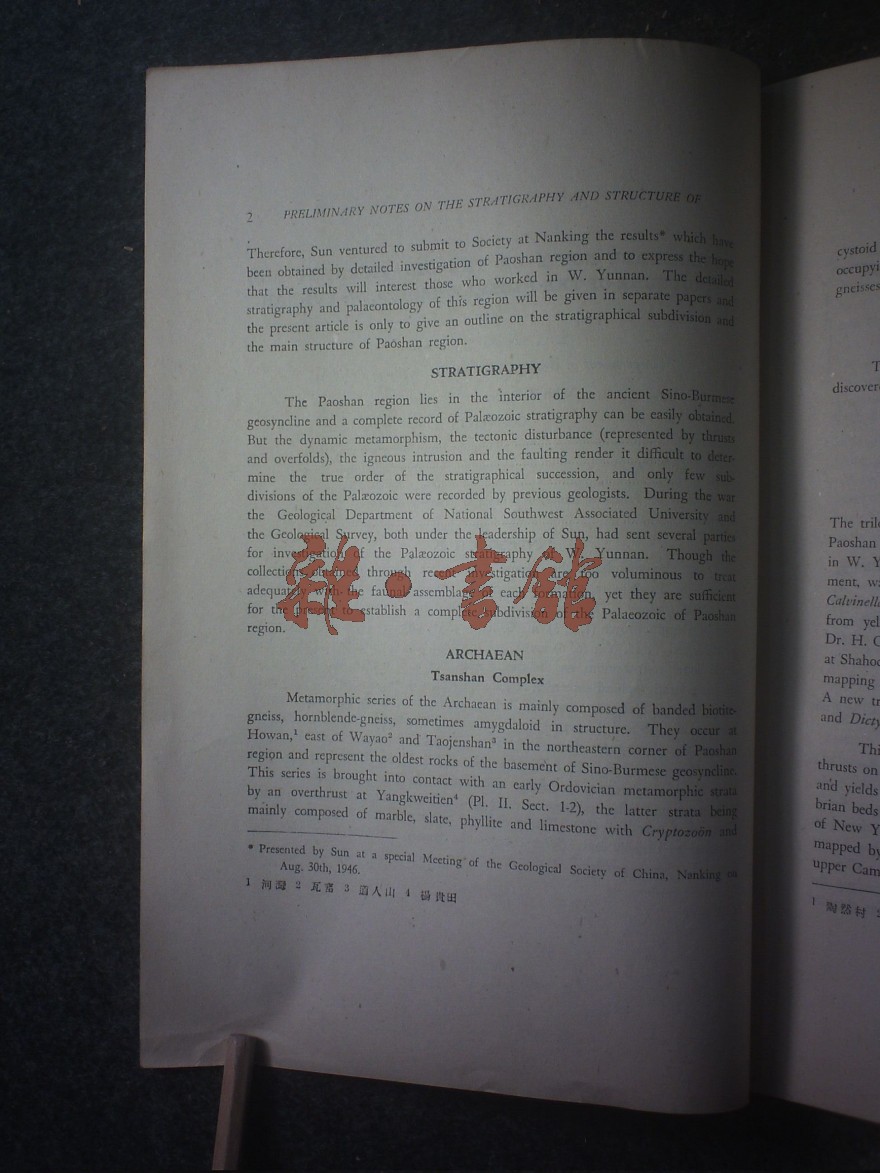 2 PRELIMINARY NOTES ON THE STRATIGRAPHY AND STRUCTURE OF
Therefore, Sun ventured to submit to Society at Nanking the results* which have
been obtained by detailed investigation of Paoshan region and to express the hope
that the results will interest those who worked in W. Yunnan. The detailed
stratigraphy and palaeontology of this region will be given in separate papers and
the present article is only to give an outline on the stratigraphical subdivision and
the main structure of Paoshan region.
STRATIGRAPHY
The Paoshan region lies in the interior of the ancient Sino-Burmese
geosyncline and a complete record of Palæozoic stratigraphy can be easily obtained.
But the dynamic metamorphism, the tectonic disturbance (represented by thrusts
and overfolds), the igneous intrusion and the faulting render it difficult to deter-
mine the true order of the stratigraphical succession, and only few sub-
divisions of the Palæozoic were recorded by previous geologists. During the war
the Geological Department of National Southwest Associated University and
the Geological Survey, both under the leadership of Sun, had sent several parties
for investigation of the Palæozoic stratigraphy of W. Yunnan. Though the
collections obtained through recent investigation are too voluminous to treat
adequately with the faunal assemblage of each formation, yet they are sufficient
for the present to establish a complete subdivision of the Palaeozoic of Paoshan
region.
雜·書館
ARCHAEAN
Tsanshan Complex
Metamorphic series of the Archaean is mainly composed of banded biotite-
gneiss, hornblende-gneiss, sometimes amygdaloid in structure. They occur at
Howan,¹ east of Wayao² and Taojenshan³ in the northeastern corner of Paoshan
region and represent the oldest rocks of the basement of Sino-Burmese geosyncline.
This series is brought into contact with an early Ordovician metamorphic strata
by an overthrust at Yangkweitien⁴ (Pl. II. Sect. 1-2), the latter strata being
mainly composed of marble, slate, phyllite and limestone with Cryptozoön and
* Presented by Sun at a special Meeting of the Geological Society of China, Nanking
Aug. 30th, 1946.
1 河灣 2 瓦窰 3 道人山 4 楊貴田
cystoid
occupyi
gneisses
T
discover
The tril
Paoshan
in W. Y
ment, w
Calvinella
from yel
Dr. H. C
at Shaho
mapping
A new tr
and Dicty
Thi
thrusts on
and yields
brian beds
of New Y
mapped by
upper Cam
1